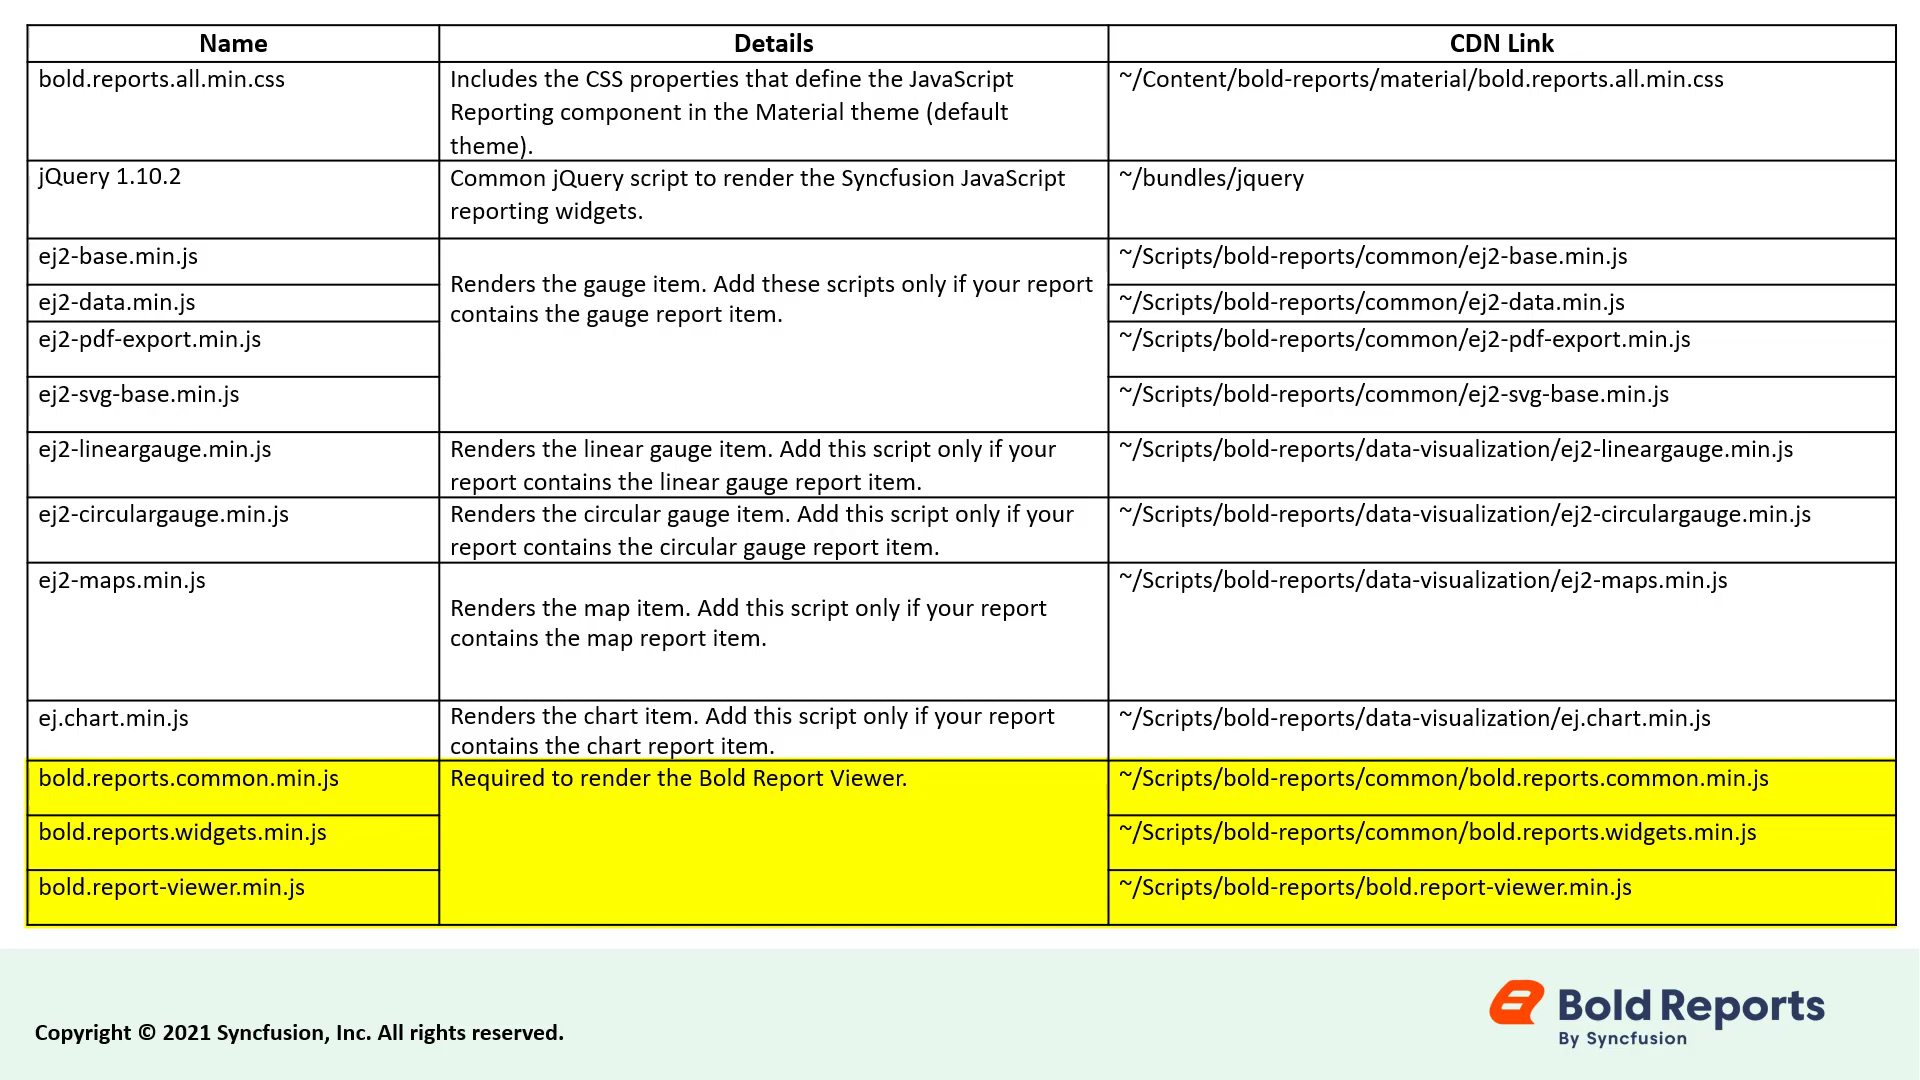 Name Details CDN Link
bold.reports.all.min.css
Includes the CSS properties that define the JavaScript
Reporting component in the Material theme (default
theme).
~/Content/bold-reports/material/bold.reports.all.min.css
jQuery 1.10.2
Common jQuery script to render the Syncfusion JavaScript
reporting widgets.
~/bundles/jquery
ej2-base.min.js
ej2-data.min.js
ej2-pdf-export.min.js
ej2-svg-base.min.js
Renders the gauge item. Add these scripts only if your report
contains the gauge report item.
~/Scripts/bold-reports/common/ej2-base.min.js
~/Scripts/bold-reports/common/ej2-data.min.js
~/Scripts/bold-reports/common/ej2-pdf-export.min.js
~/Scripts/bold-reports/common/ej2-svg-base.min.js
ej2-lineargauge.min.js
Renders the linear gauge item. Add this script only if your
report contains the linear gauge report item.
~/Scripts/bold-reports/data-visualization/ej2-lineargauge.min.js
ej2-circulargauge.min.js
Renders the circular gauge item. Add this script only if your
report contains the circular gauge report item.
~/Scripts/bold-reports/data-visualization/ej2-circulargauge.min.js
ej2-maps.min.js
Renders the map item. Add this script only if your report
contains the map report item.
~/Scripts/bold-reports/data-visualization/ej2-maps.min.js
ej.chart.min.js
Renders the chart item. Add this script only if your report
contains the chart report item.
~/Scripts/bold-reports/data-visualization/ej.chart.min.js
bold.reports.common.min.js
bold.reports.widgets.min.js
bold.report-viewer.min.js
Required to render the Bold Report Viewer.
~/Scripts/bold-reports/common/bold.reports.common.min.js
~/Scripts/bold-reports/common/bold.reports.widgets.min.js
~/Scripts/bold-reports/bold.report-viewer.min.js
Copyright © 2021 Syncfusion, Inc. All rights reserved.
Bold Reports
By Syncfusion